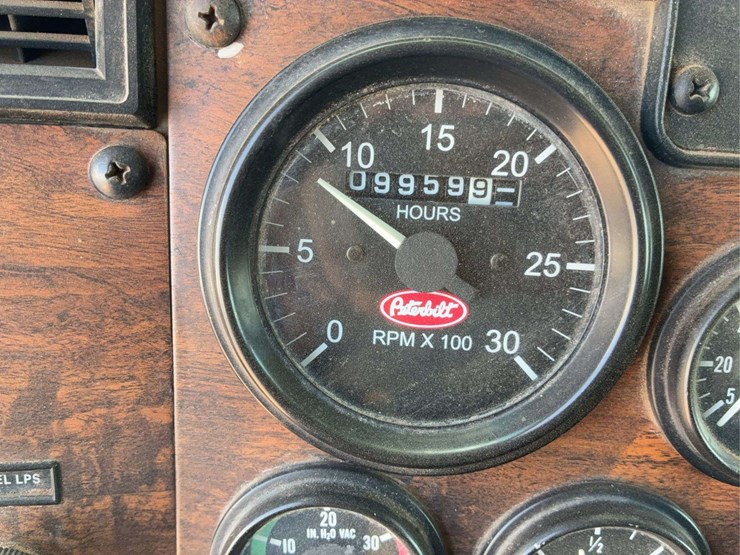 15
10 20
099599
HOURS
5 25
Peterbilt
0 RPM X 100 30
20
5
EL LPS
20
IN. H₂O VAC
10 30
1/2